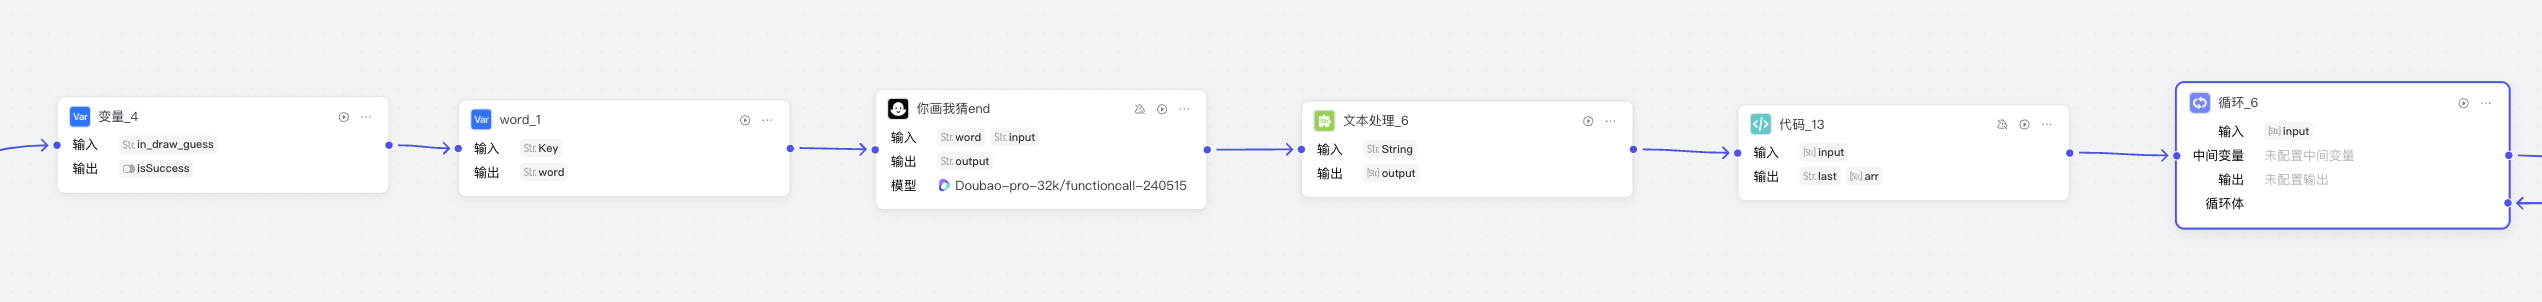 Var 变量_4
输入 Str. in_draw_guess
输出 isSuccess
Var word_1
输入 Str. Key
输出 Str. word
你画我猜end
输入 Str. word Str. input
输出 Str. output
模型 Doubao-pro-32k/functioncall-240515
文本处理_6
输入 Str. String
输出 [Str] output
</> 代码_13
输入 [Str] input
输出 Str. last [Str] arr
循环_6
输入 [Str] input
中间变量 未配置中间变量
输出 未配置输出
循环体